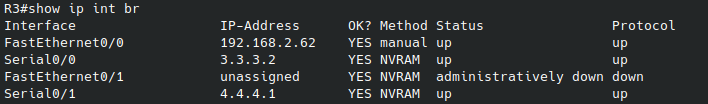 R3#show ip int br
Interface                  IP-Address      OK? Method Status                Protocol
FastEthernet0/0            192.168.2.62    YES manual up                    up
Serial0/0                  3.3.3.2         YES NVRAM  up                    up
FastEthernet0/1            unassigned      YES NVRAM  administratively down down
Serial0/1                  4.4.4.1         YES NVRAM  up                    up